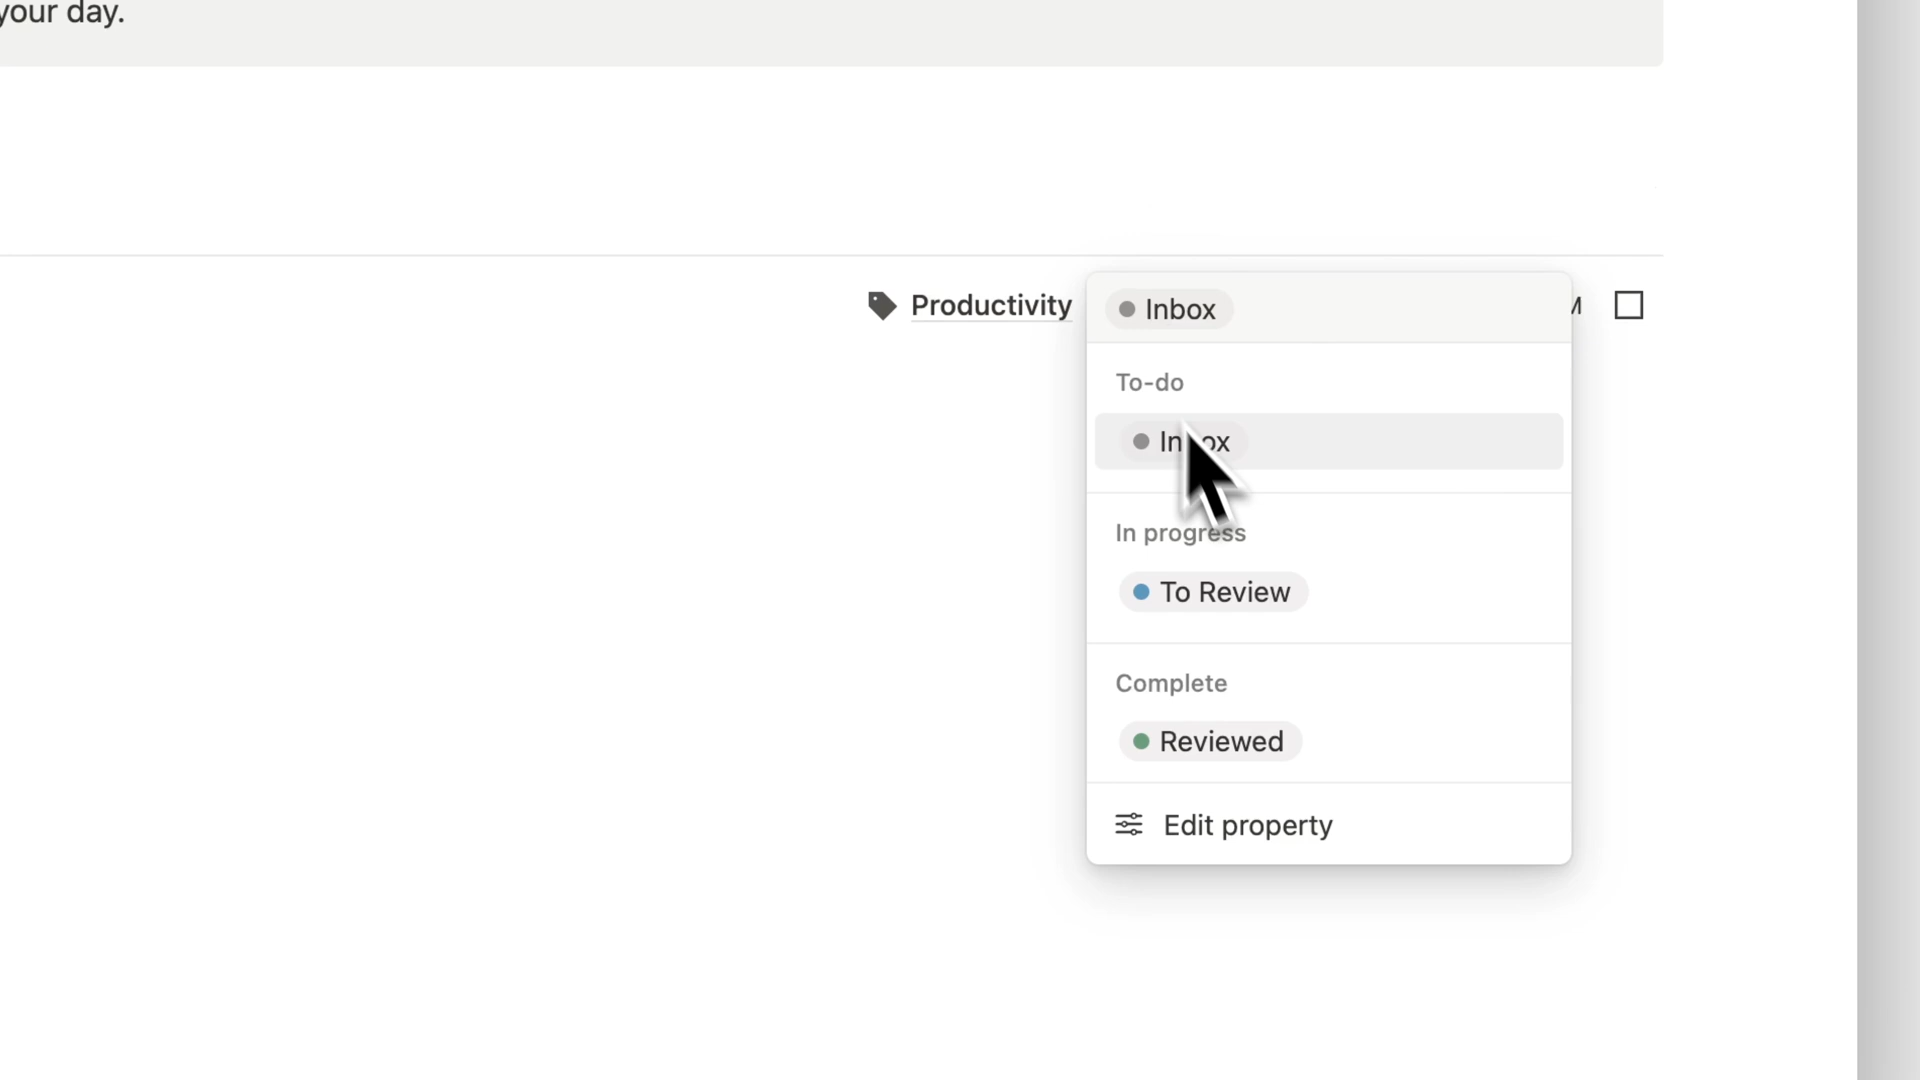 your day.
Productivity
Inbox
M
To-do
Inbox
In progress
To Review
Complete
Reviewed
Edit property